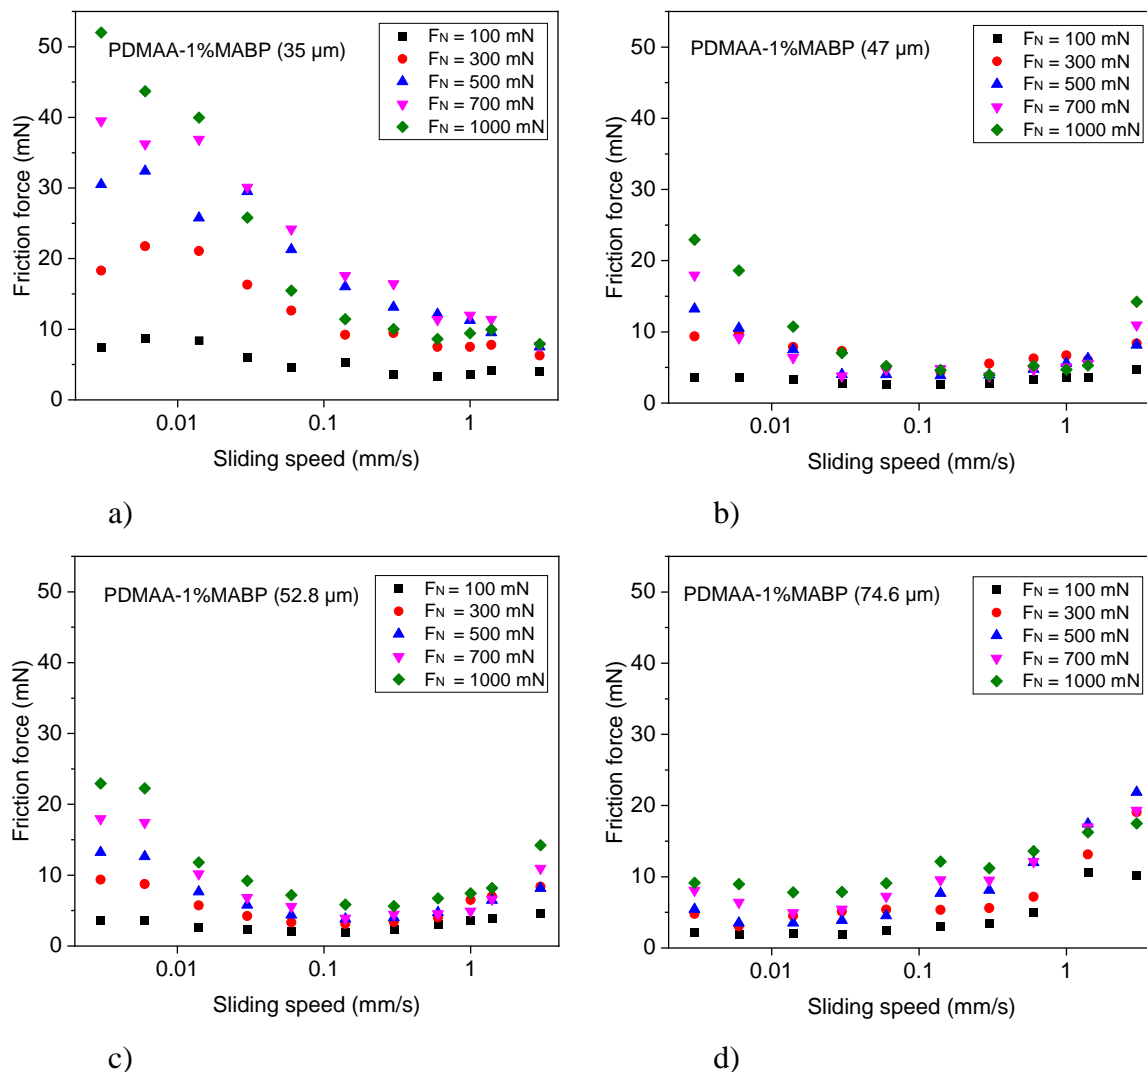 PDMAA-1%MABP (35 µm)
FN = 100 mN
FN = 300 mN
FN = 500 mN
FN = 700 mN
FN = 1000 mN
50
40
30
20
10
0
Friction force (mN)
0.01
0.1
1
Sliding speed (mm/s)
a)
PDMAA-1%MABP (47 µm)
FN = 100 mN
FN = 300 mN
FN = 500 mN
FN = 700 mN
FN = 1000 mN
50
40
30
20
10
0
Friction force (mN)
0.01
0.1
1
Sliding speed (mm/s)
b)
PDMAA-1%MABP (52.8 µm)
FN = 100 mN
FN = 300 mN
FN = 500 mN
FN = 700 mN
FN = 1000 mN
50
40
30
20
10
0
Friction force (mN)
0.01
0.1
1
Sliding speed (mm/s)
c)
PDMAA-1%MABP (74.6 µm)
FN = 100 mN
FN = 300 mN
FN = 500 mN
FN = 700 mN
FN = 1000 mN
50
40
30
20
10
0
Friction force (mN)
0.01
0.1
1
Sliding speed (mm/s)
d)